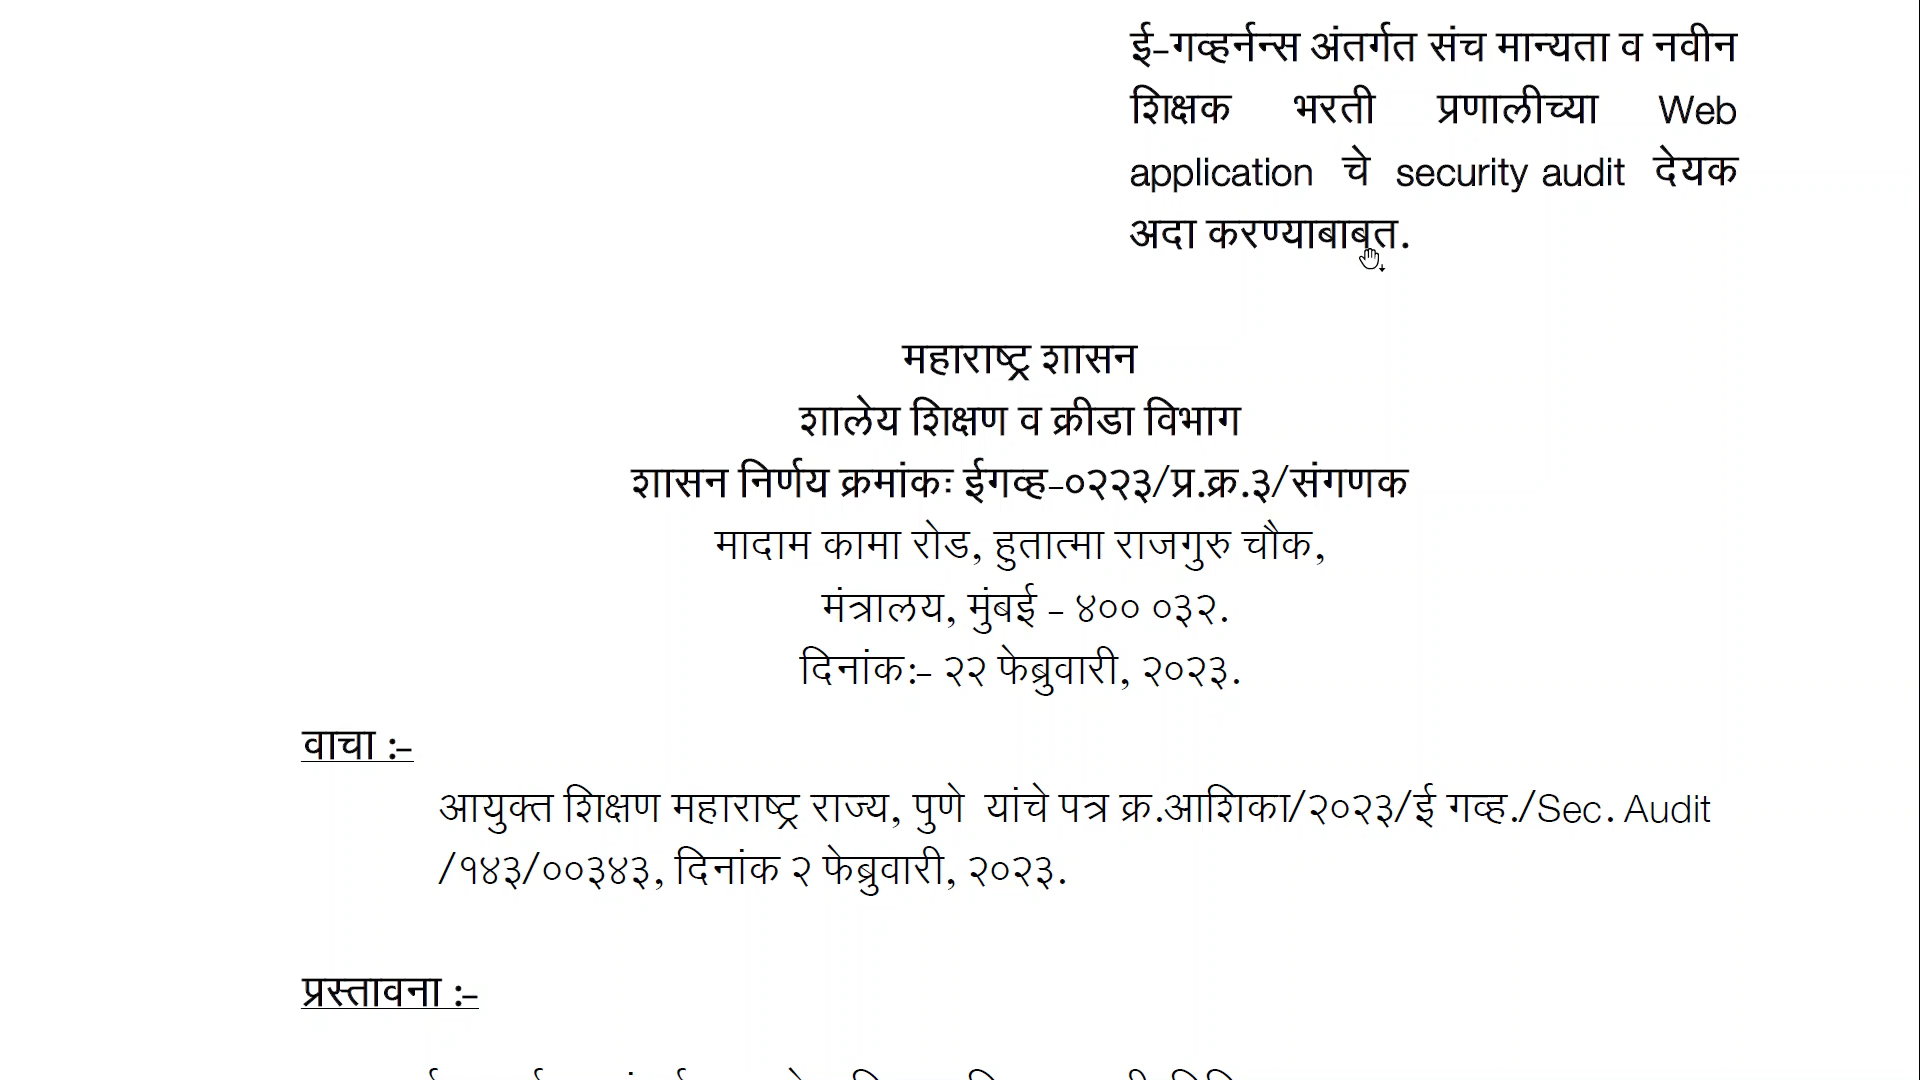 ई-गव्हर्नन्स अंतर्गत संच मान्यता व नवीन
शिक्षक भरती प्रणालीच्या Web
application चे security audit देयक
अदा करण्याबाबत.
महाराष्ट्र शासन
शालेय शिक्षण व क्रीडा विभाग
शासन निर्णय क्रमांकः ईगव्ह-०२२३/प्र.क्र.३/संगणक
मादाम कामा रोड, हुतात्मा राजगुरु चौक,
मंत्रालय, मुंबई - ४०० ०३२.
दिनांक:- २२ फेब्रुवारी, २०२३.
वाचा :-
आयुक्त शिक्षण महाराष्ट्र राज्य, पुणे यांचे पत्र क्र.आशिका/२०२३/ई गव्ह./Sec. Audit
/१४३/००३४३, दिनांक २ फेब्रुवारी, २०२३.
प्रस्तावना :-